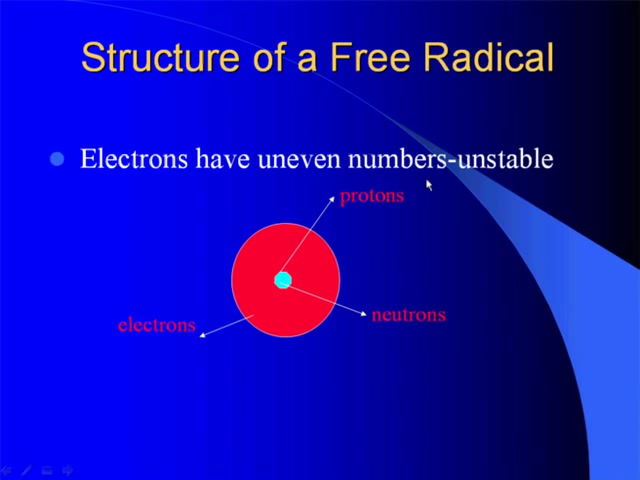 Structure of a Free Radical
Electrons have uneven numbers-unstable
protons
neutrons
electrons